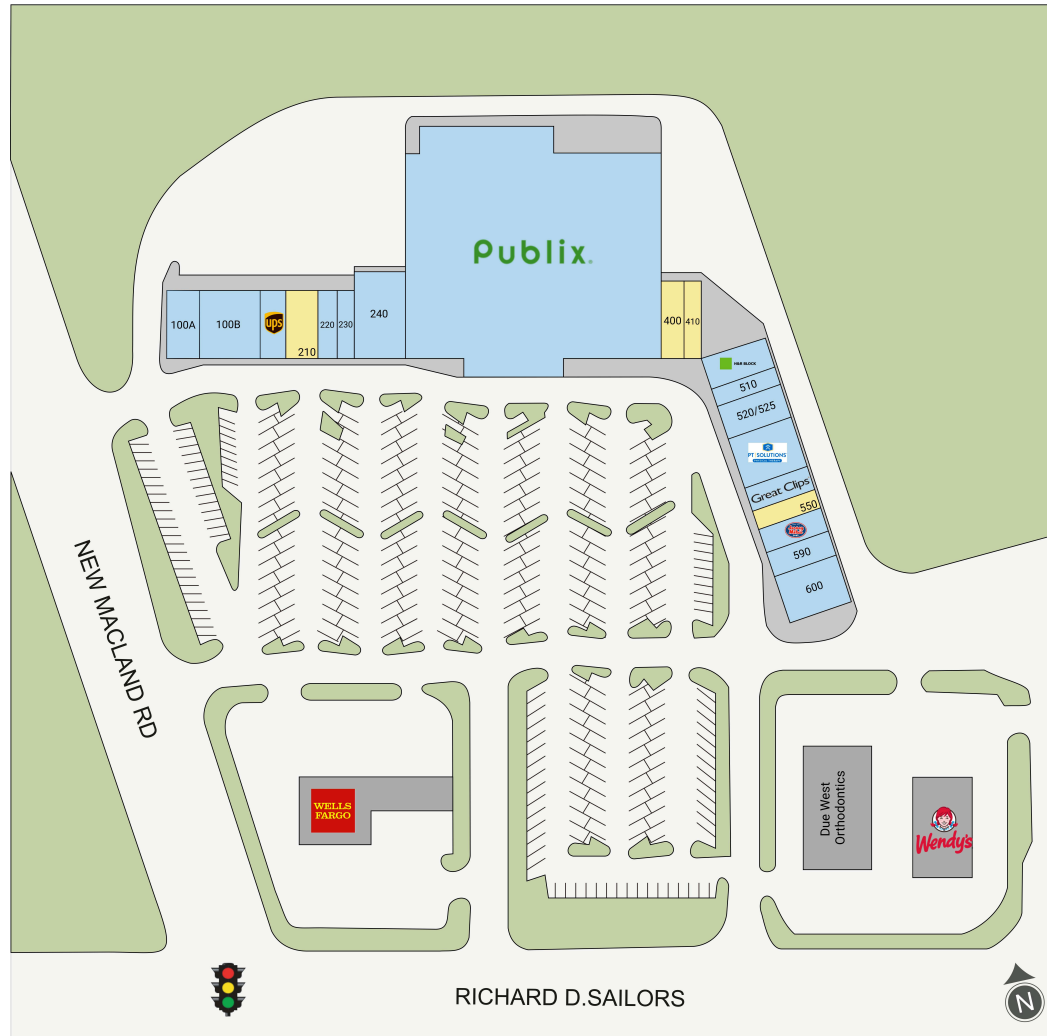 Publix.
100A
100B
ups
210
220
230
240
400
410
H&R BLOCK
510
520/525
PT SOLUTIONS
Great Clips
550
590
600
NEW MACLAND RD
WELLS
FARGO
Due West
Orthodontics
Wendy's
RICHARD D.SAILORS
N